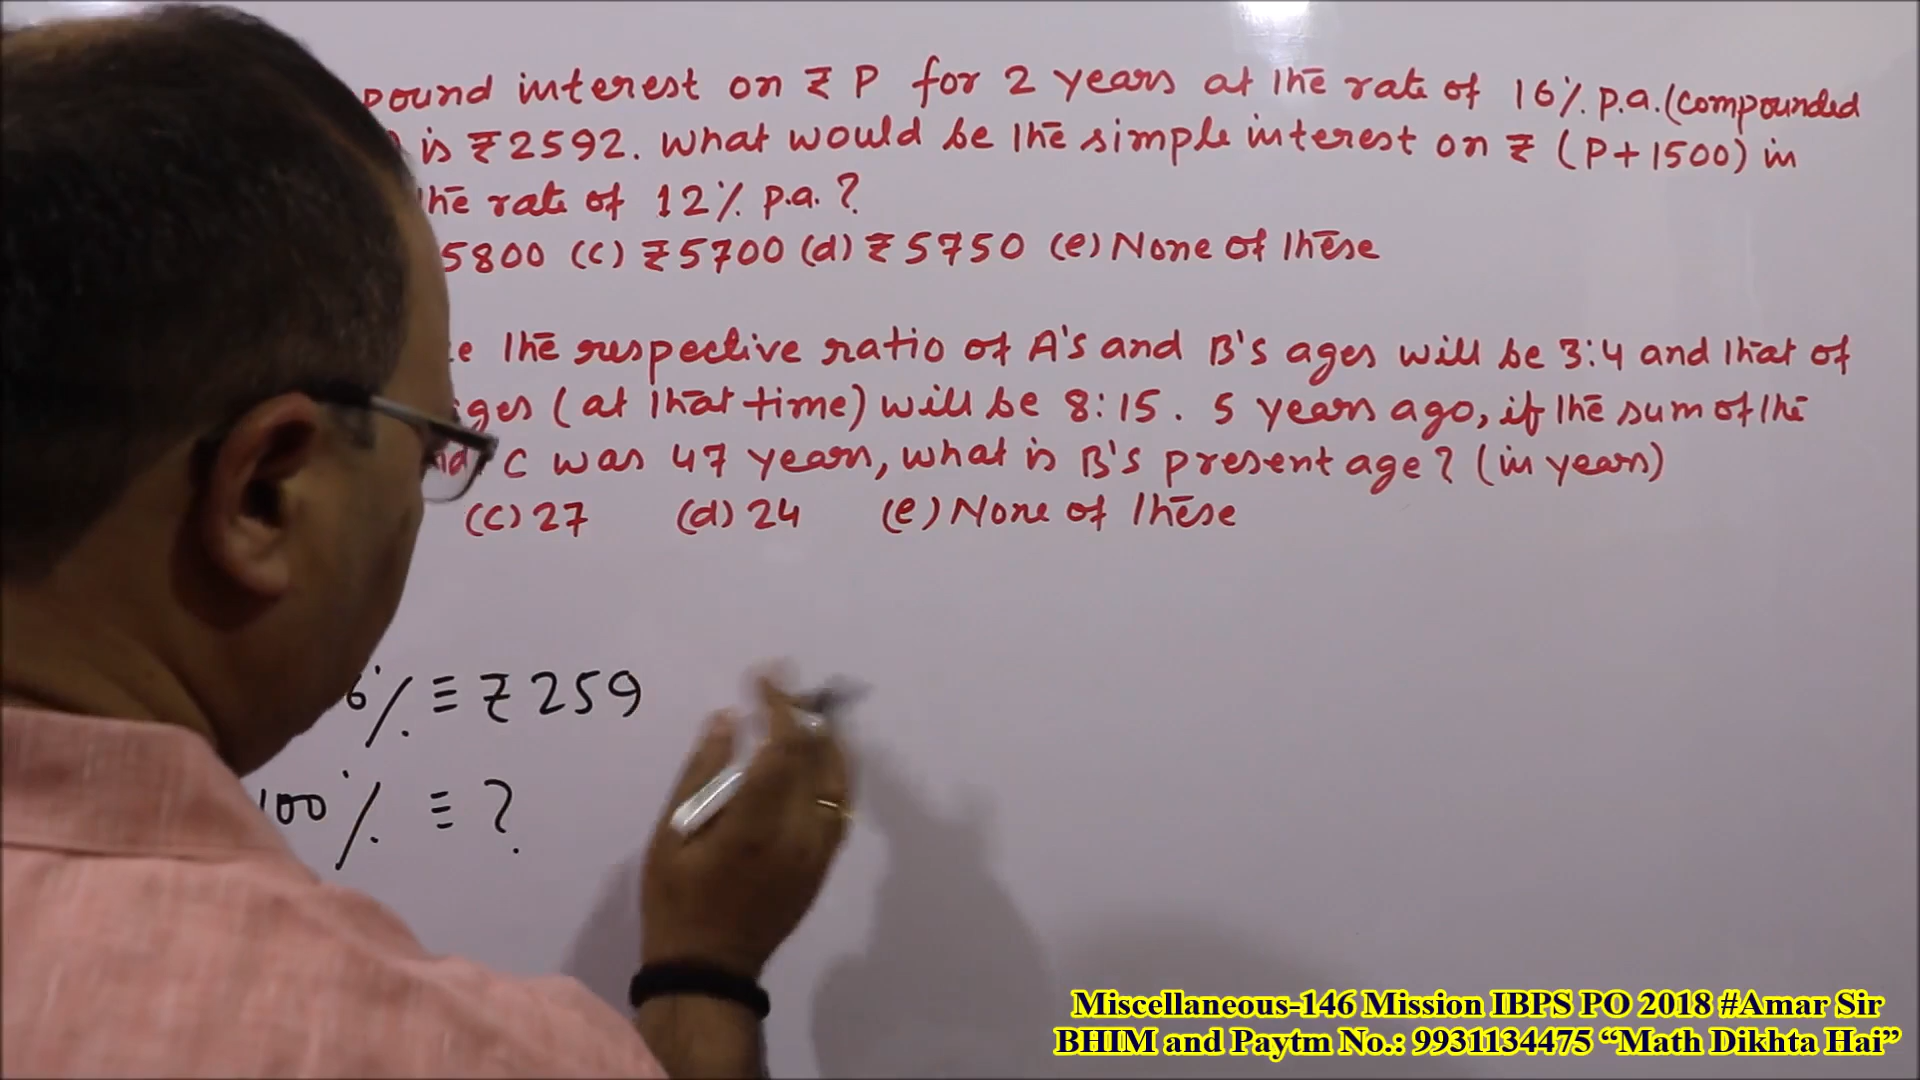 pound interest on ₹ P for 2 years at the rate of 16% p.a. (compounded
is ₹2592. What would be the simple interest on ₹ (P+1500) in
the rate of 12% p.a.?
5800 (c) ₹5700 (d) ₹5750 (e) None of these
the respective ratio of A's and B's ages will be 3:4 and that of
ages (at that time) will be 8:15. 5 years ago, if the sum of the
C was 47 years, what is B's present age? (in years)
(c) 27 (d) 24 (e) None of these
6% ≡ ₹259
100% ≡ ?
Miscellaneous-146 Mission IBPS PO 2018 #Amar Sir
BHIM and Paytm No.: 9931134475 “Math Dikhta Hai”